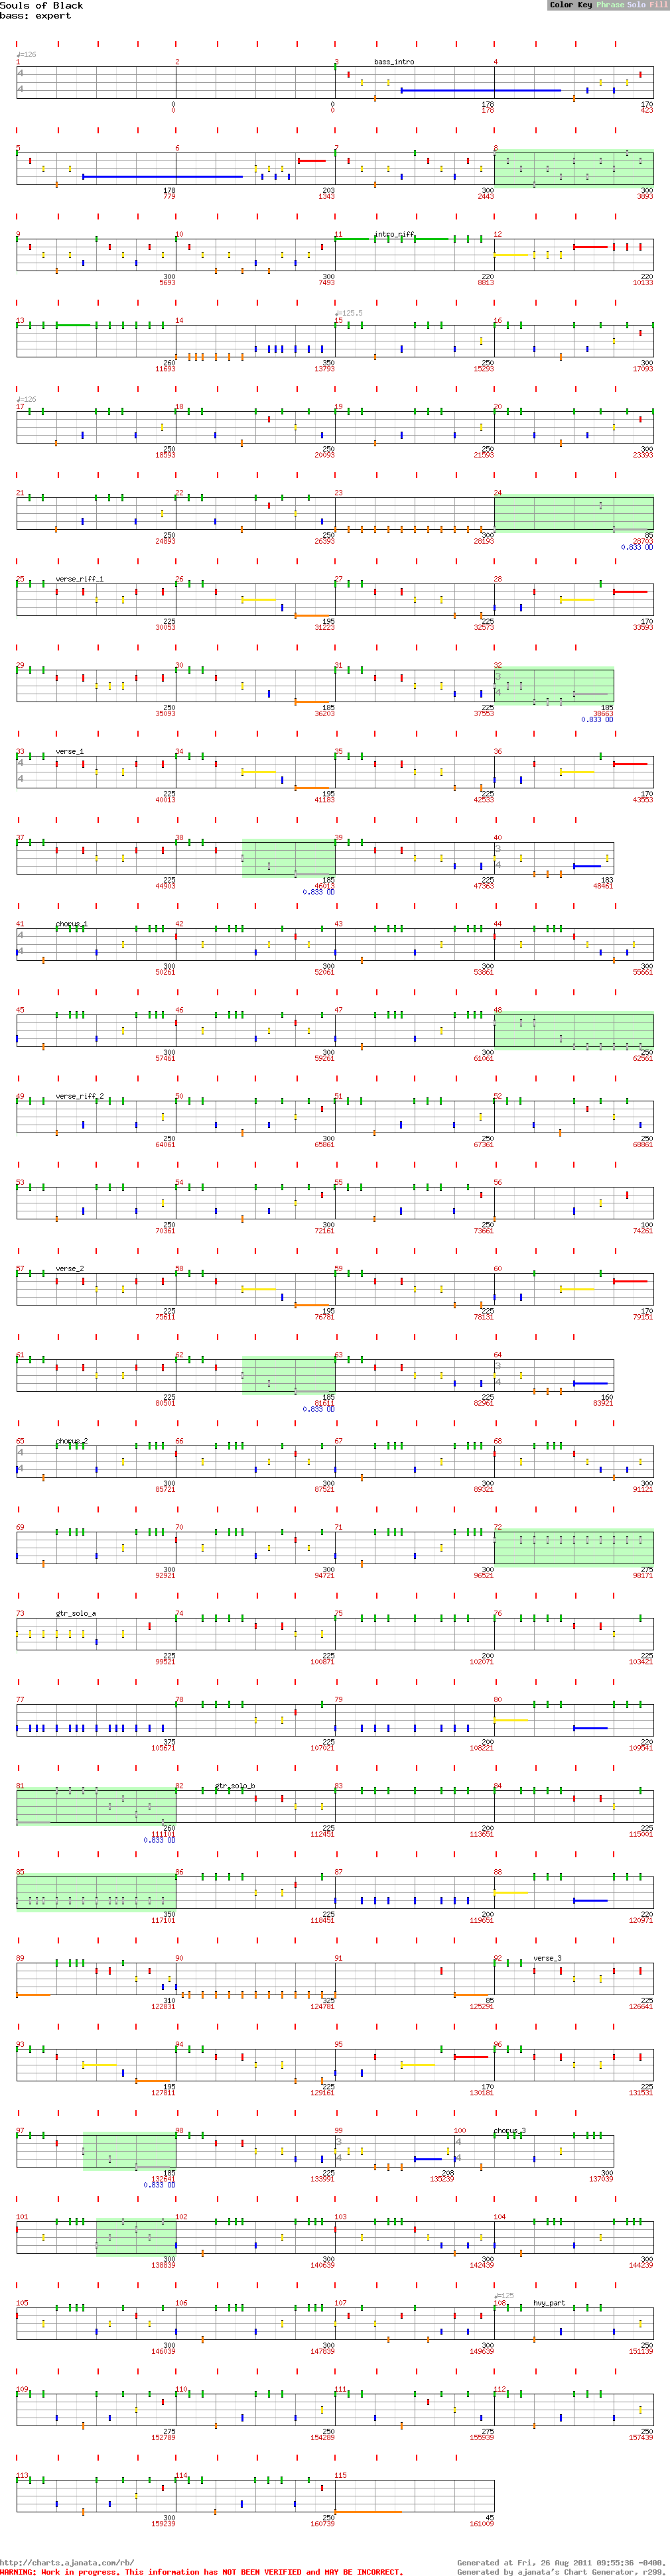 Souls of Black
bass: expert
Color Key Phrase Solo Fill
♩=126
1 2 3 bass_intro 4
0 0 178 170
0 0 178 423
5 6 7 8
178 203 300 300
779 1343 2443 3893
9 10 11 intro_riff 12
300 300 220 220
5693 7493 8813 10133
♩=125.5
13 14 15 16
260 350 250 300
11693 13793 15293 17093
♩=126
17 18 19 20
250 250 250 300
18593 20093 21593 23393
21 22 23 24
250 250 300 85
24893 26393 28193 28703
0.833 OD
25 verse_riff_1 26 27 28
225 195 225 170
30053 31223 32573 33593
29 30 31 32
250 185 225 185
35093 36203 37553 38663
0.833 OD
33 verse_1 34 35 36
225 195 225 170
40013 41183 42533 43553
37 38 39 40
225 185 225 183
44903 46013 47363 48461
0.833 OD
41 chorus_1 42 43 44
300 300 300 300
50261 52061 53861 55661
45 46 47 48
300 300 300 250
57461 59261 61061 62561
49 verse_riff_2 50 51 52
250 300 250 250
64061 65861 67361 68861
53 54 55 56
250 300 250 100
70361 72161 73661 74261
57 verse_2 58 59 60
225 195 225 170
75611 76781 78131 79151
61 62 63 64
225 185 225 160
80501 81611 82961 83921
0.833 OD
65 chorus_2 66 67 68
300 300 300 300
85721 87521 89321 91121
69 70 71 72
300 300 300 275
92921 94721 96521 98171
73 gtr_solo_a 74 75 76
225 225 200 225
99521 100871 102071 103421
77 78 79 80
375 225 200 220
105671 107021 108221 109541
81 82 gtr_solo_b 83 84
260 225 200 225
111101 112451 113651 115001
0.833 OD
85 86 87 88
350 225 200 220
117101 118451 119651 120971
89 90 91 92 verse_3
310 325 85 225
122831 124781 125291 126641
93 94 95 96
195 225 170 225
127811 129161 130181 131531
97 98 99 100 chorus_3
185 225 208 300
132641 133991 135239 137039
0.833 OD
101 102 103 104
300 300 300 300
138839 140639 142439 144239
♩=125
105 106 107 108 hvy_part
300 300 300 250
146039 147839 149639 151139
109 110 111 112
275 250 275 250
152789 154289 155939 157439
113 114 115
300 250 45
159239 160739 161009
http://charts.ajanata.com/rb/ Generated at Fri, 26 Aug 2011 09:55:36 -0400.
WARNING: Work in progress. This information has NOT BEEN VERIFIED and MAY BE INCORRECT. Generated by ajanata's Chart Generator, r299.